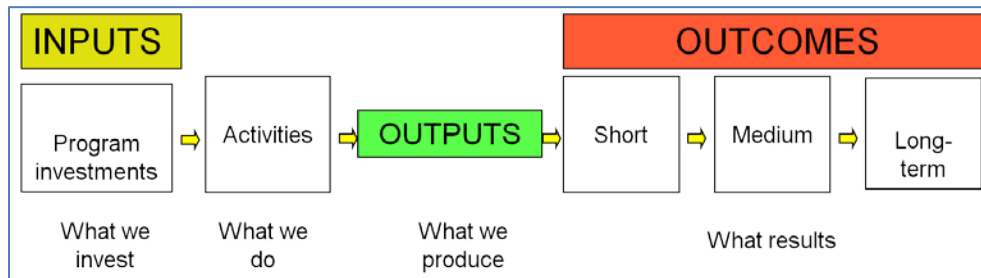 INPUTS
OUTCOMES
Program
investments
Activities
OUTPUTS
Short
Medium
Long-
term
What we
invest
What we
do
What we
produce
What results